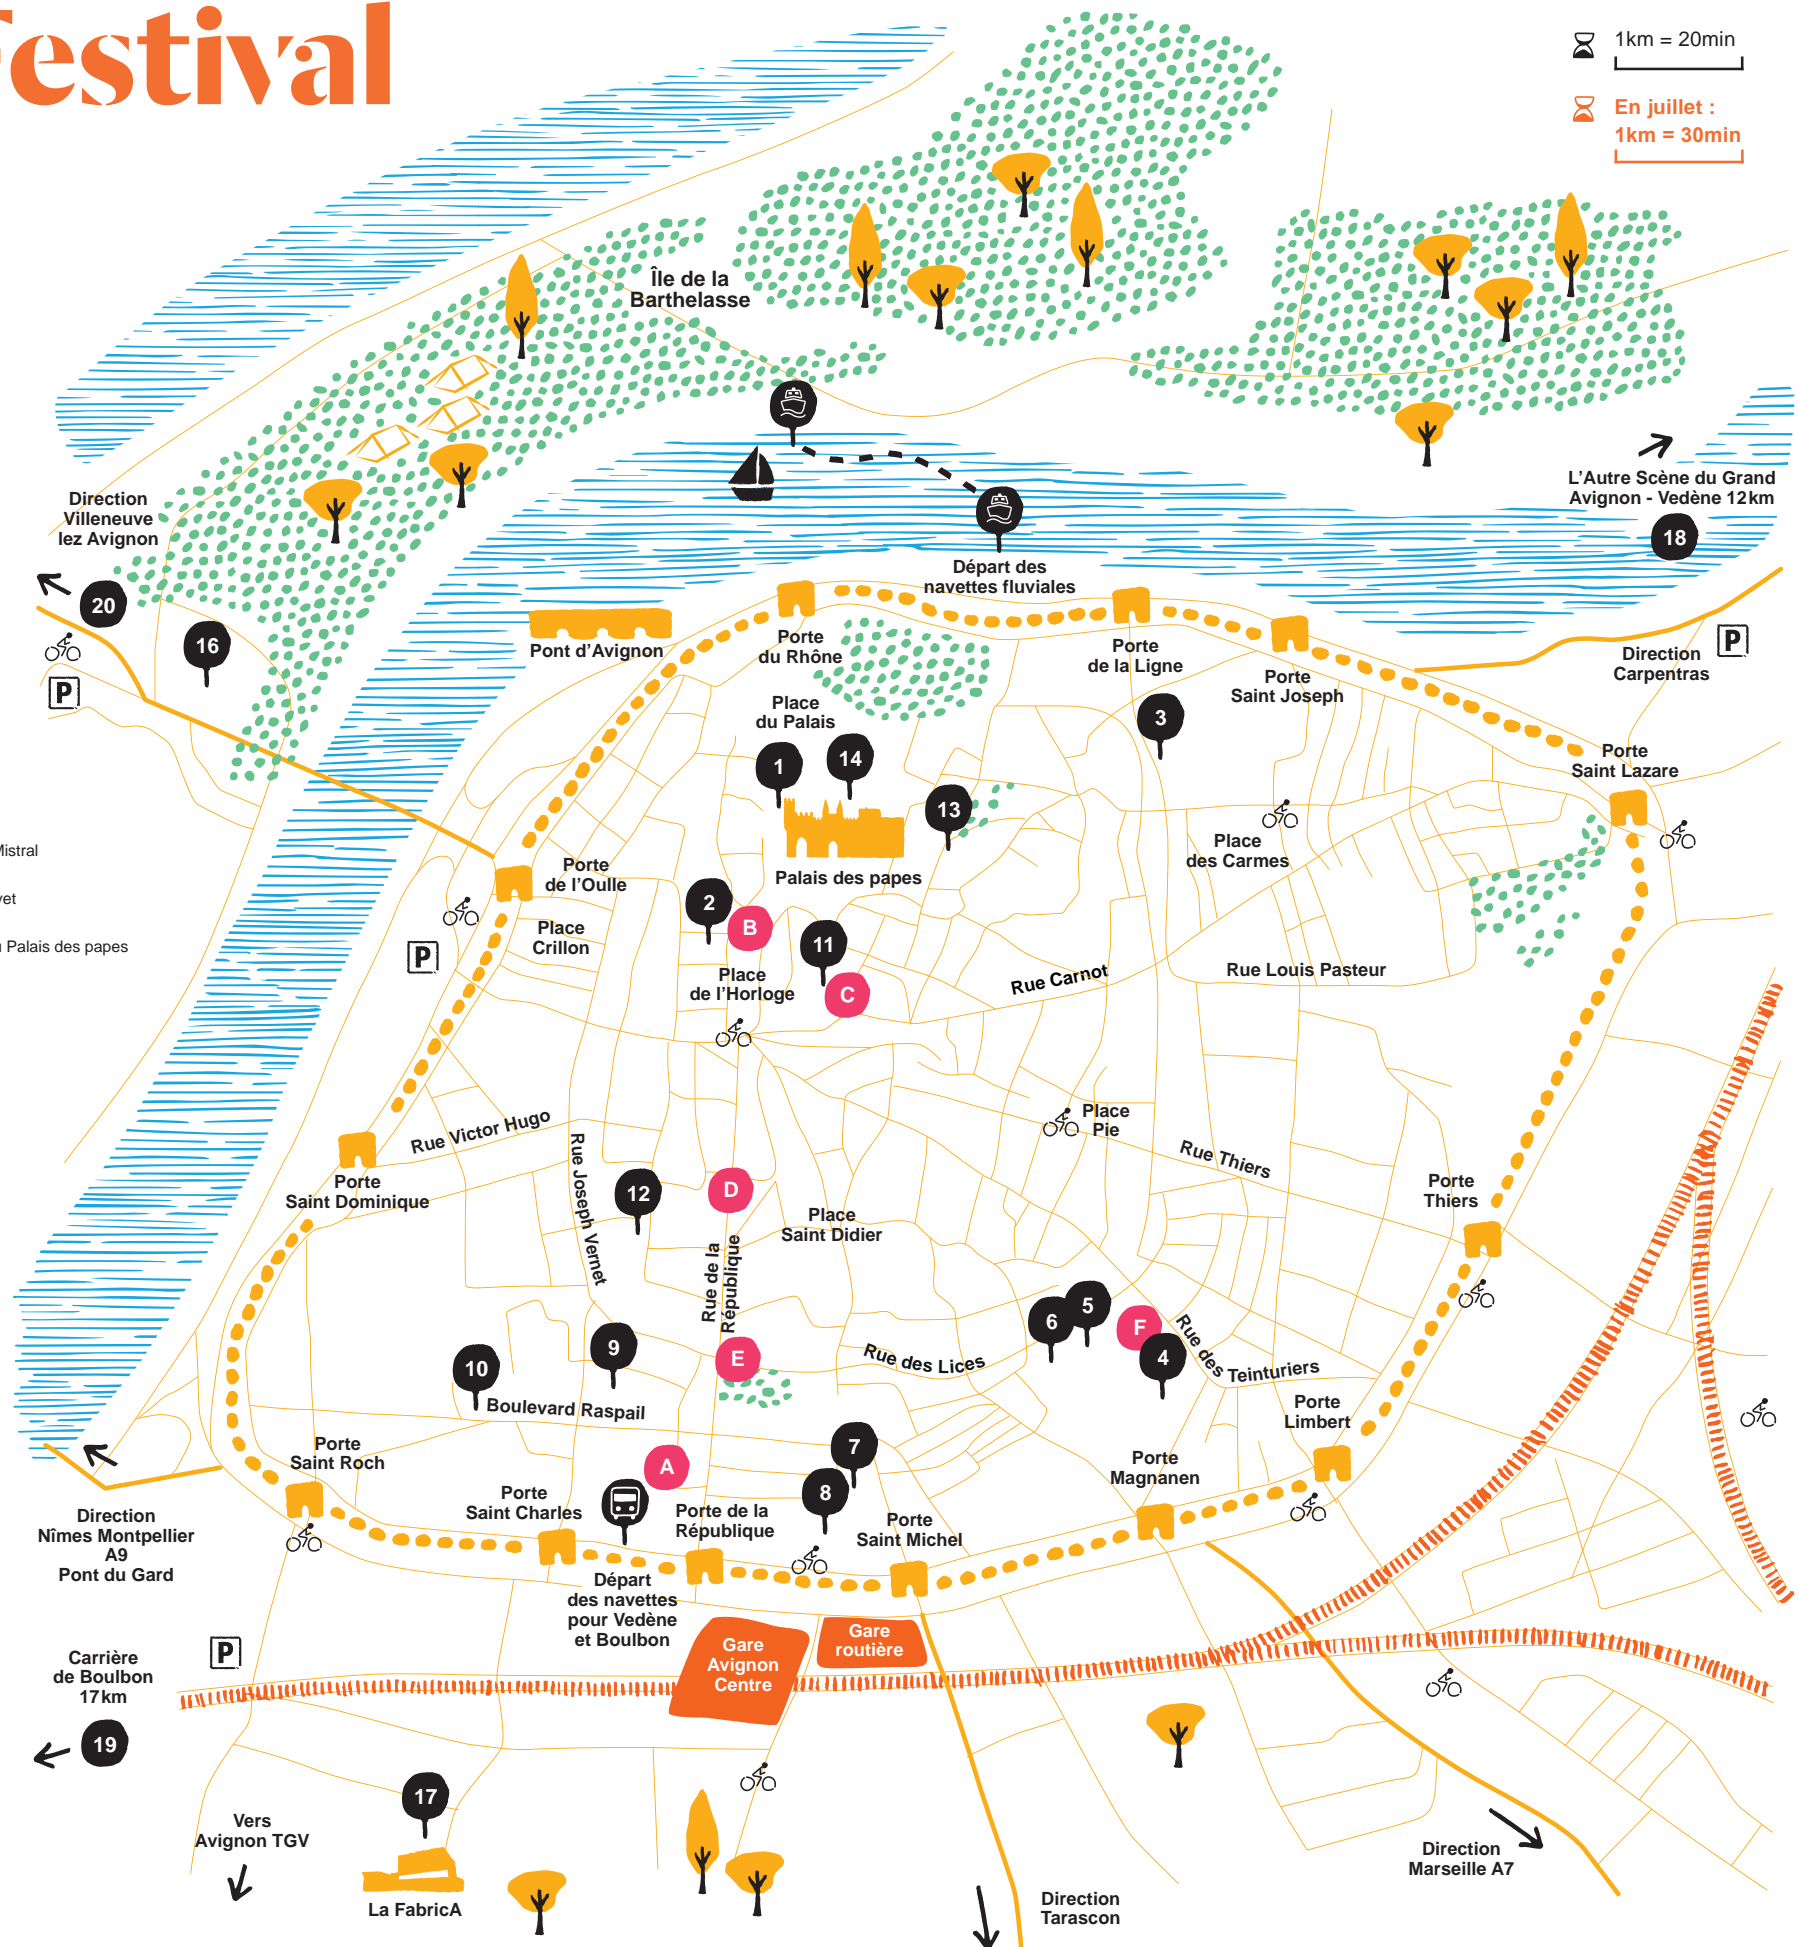 Festival
1km = 20min
En juillet :
1km = 30min
Île de la
Barthelasse
Direction
Villeneuve
lez Avignon
20
16
P
L'Autre Scène du Grand
Avignon - Vedène 12km
18
Départ des
navettes fluviales
Pont d'Avignon
Porte
du Rhône
Porte
de la Ligne
Porte
Saint Joseph
Direction
Carpentras
P
Place
du Palais
1
14
3
13
Porte
Saint Lazare
Place
des Carmes
Mistral
Palais des papes
Porte
de l'Oulle
2
B
11
Place
Crillon
P
Palais des papes
Place
de l'Horloge
C
Rue Carnot
Rue Louis Pasteur
Place
Pie
Rue Victor Hugo
Rue Thiers
Porte
Saint Dominique
Rue Joseph Vernet
12
D
Place
Saint Didier
Porte
Thiers
Rue de la
République
6
5
F
4
Rue des
Teinturiers
9
E
Rue des Lices
10
Boulevard Raspail
Porte
Limbert
7
Porte
Saint Roch
A
8
Porte
Magnanen
Porte
Saint Charles
Porte de la
République
Porte
Saint Michel
Direction
Nîmes Montpellier
A9
Pont du Gard
Départ
des navettes
pour Vedène
et Boulbon
Gare
Avignon
Centre
Gare
routière
P
Carrière
de Boulbon
17km
19
17
Vers
Avignon TGV
La FabricA
Direction
Tarascon
Direction
Marseille A7